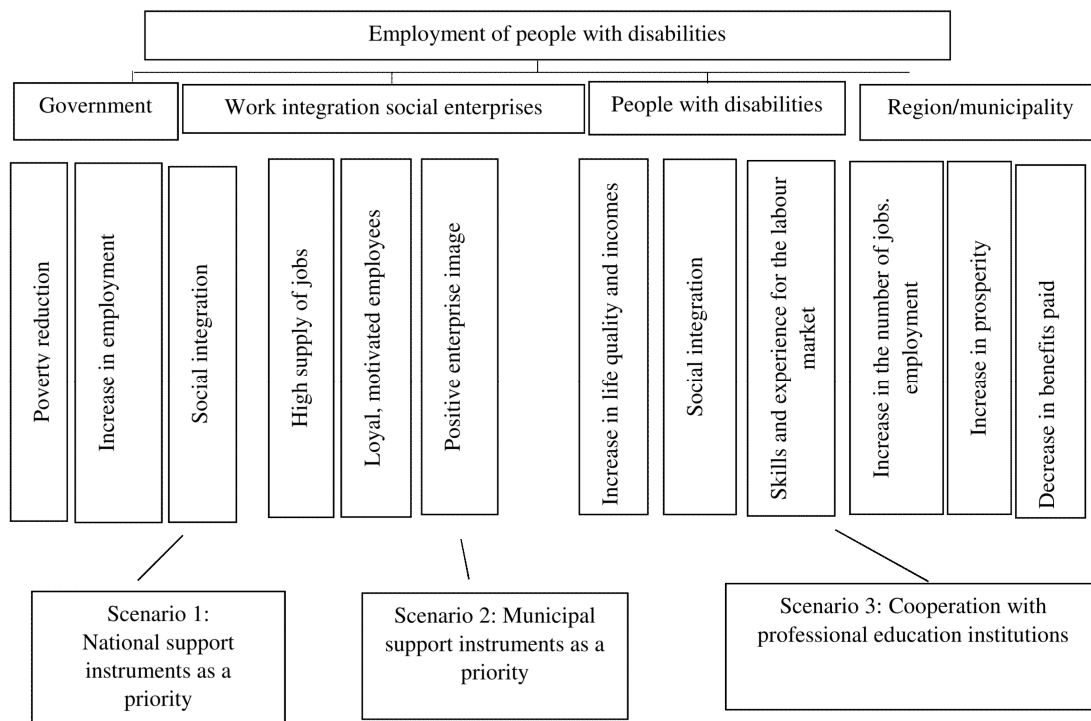 Employment of people with disabilities
Government
Work integration social enterprises
People with disabilities
Region/municipality
Poverty reduction
Increase in employment
Social integration
High supply of jobs
Loyal, motivated employees
Positive enterprise image
Increase in life quality and incomes
Social integration
Skills and experience for the labour
market
Increase in the number of jobs.
employment
Increase in prosperity
Decrease in benefits paid
Scenario 1:
National support
instruments as a
priority
Scenario 2: Municipal
support instruments as a
priority
Scenario 3: Cooperation with
professional education institutions